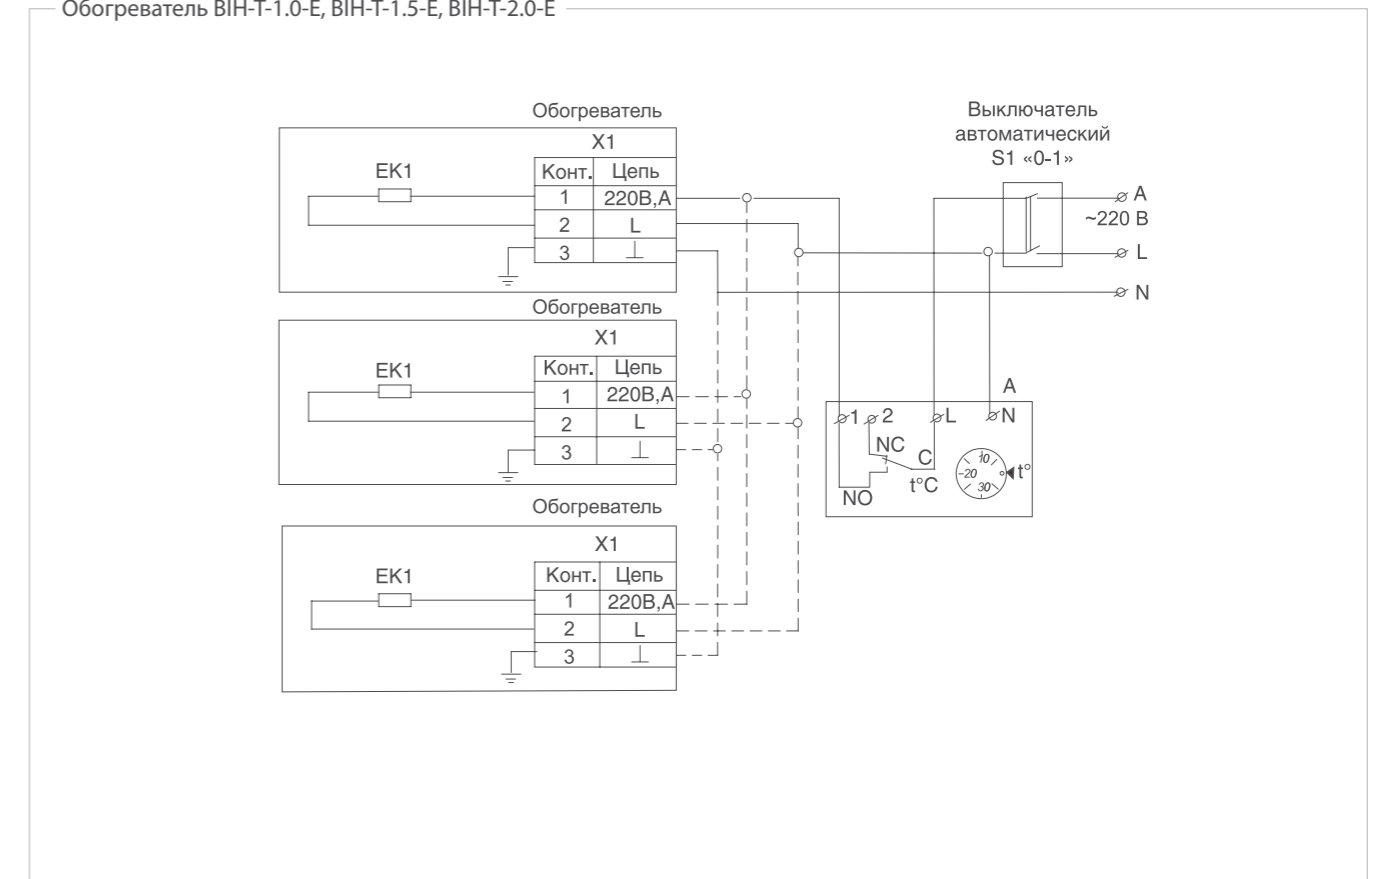 Обогреватель BIH-T-1.0-E, BIH-T-1.5-E, BIH-T-2.0-E
Обогреватель
X1
EK1
Конт. Цепь
1 220В,А
2 L
3 ⊥
Обогреватель
X1
EK1
Конт. Цепь
1 220В,А
2 L
3 ⊥
Обогреватель
X1
EK1
Конт. Цепь
1 220В,А
2 L
3 ⊥
Выключатель
автоматический
S1 «0-1»
A
~220 В
L
N
A
1 2 L N
NC
C
NO
t°C
10
-20
30
t°